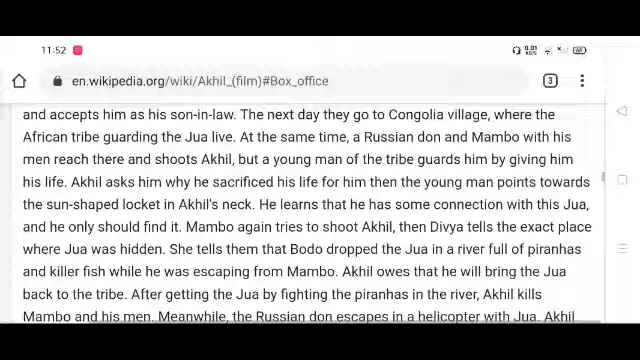 11:52
0.01
KB/S
en.wikipedia.org/wiki/Akhil_(film)#Box_office
3
and accepts him as his son-in-law. The next day they go to Congolia village, where the
African tribe guarding the Jua live. At the same time, a Russian don and Mambo with his
men reach there and shoots Akhil, but a young man of the tribe guards him by giving him
his life. Akhil asks him why he sacrificed his life for him then the young man points towards
the sun-shaped locket in Akhil's neck. He learns that he has some connection with this Jua,
and he only should find it. Mambo again tries to shoot Akhil, then Divya tells the exact place
where Jua was hidden. She tells them that Bodo dropped the Jua in a river full of piranhas
and killer fish while he was escaping from Mambo. Akhil owes that he will bring the Jua
back to the tribe. After getting the Jua by fighting the piranhas in the river, Akhil kills
Mambo and his men. Meanwhile, the Russian don escapes in a helicopter with Jua. Akhil